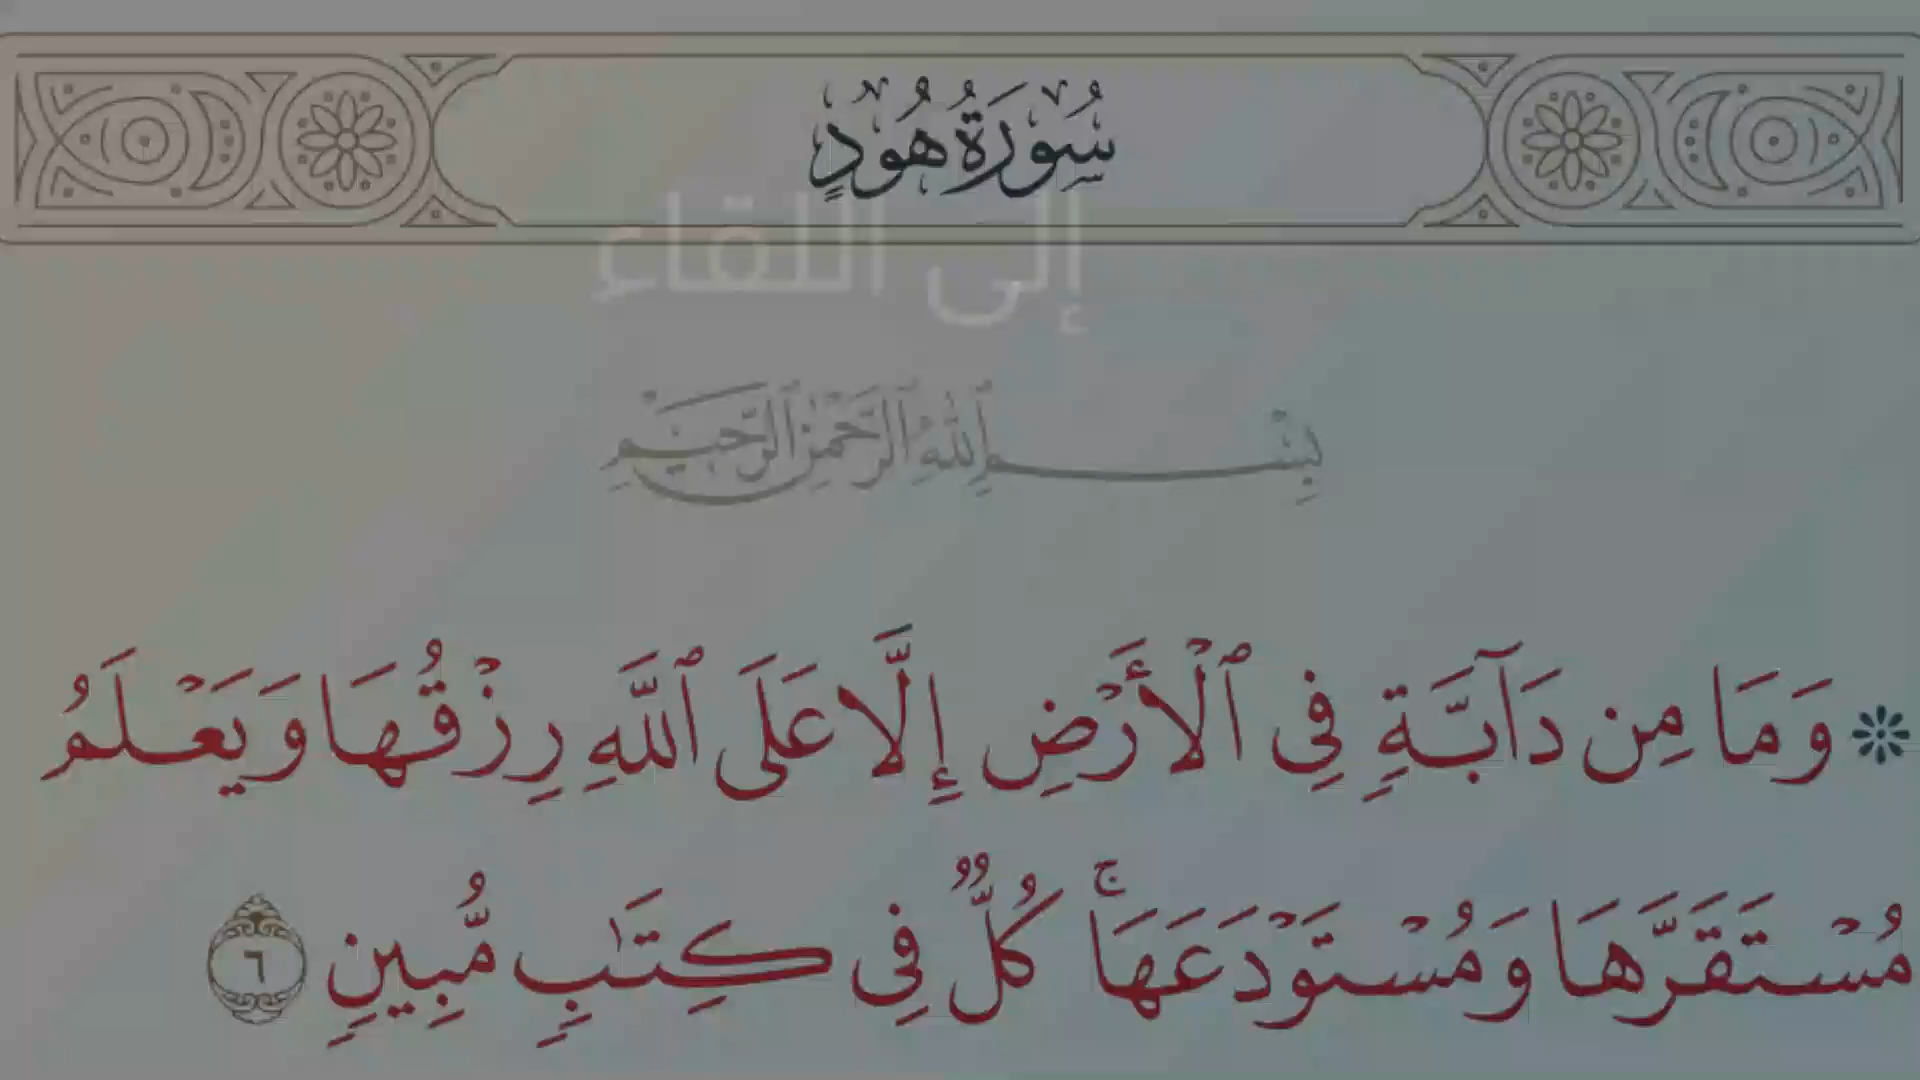 سُورَةُ هُودٍ
إلى اللقاء
بِسْمِ ٱللَّهِ ٱلرَّحْمَٰنِ ٱلرَّحِيمِ
۞ وَمَا مِن دَآبَّةٍ فِى ٱلْأَرْضِ إِلَّا عَلَى ٱللَّهِ رِزْقُهَا وَيَعْلَمُ
مُسْتَقَرَّهَا وَمُسْتَوْدَعَهَا ۚ كُلٌّ فِى كِتَٰبٍ مُّبِينٍ ٦